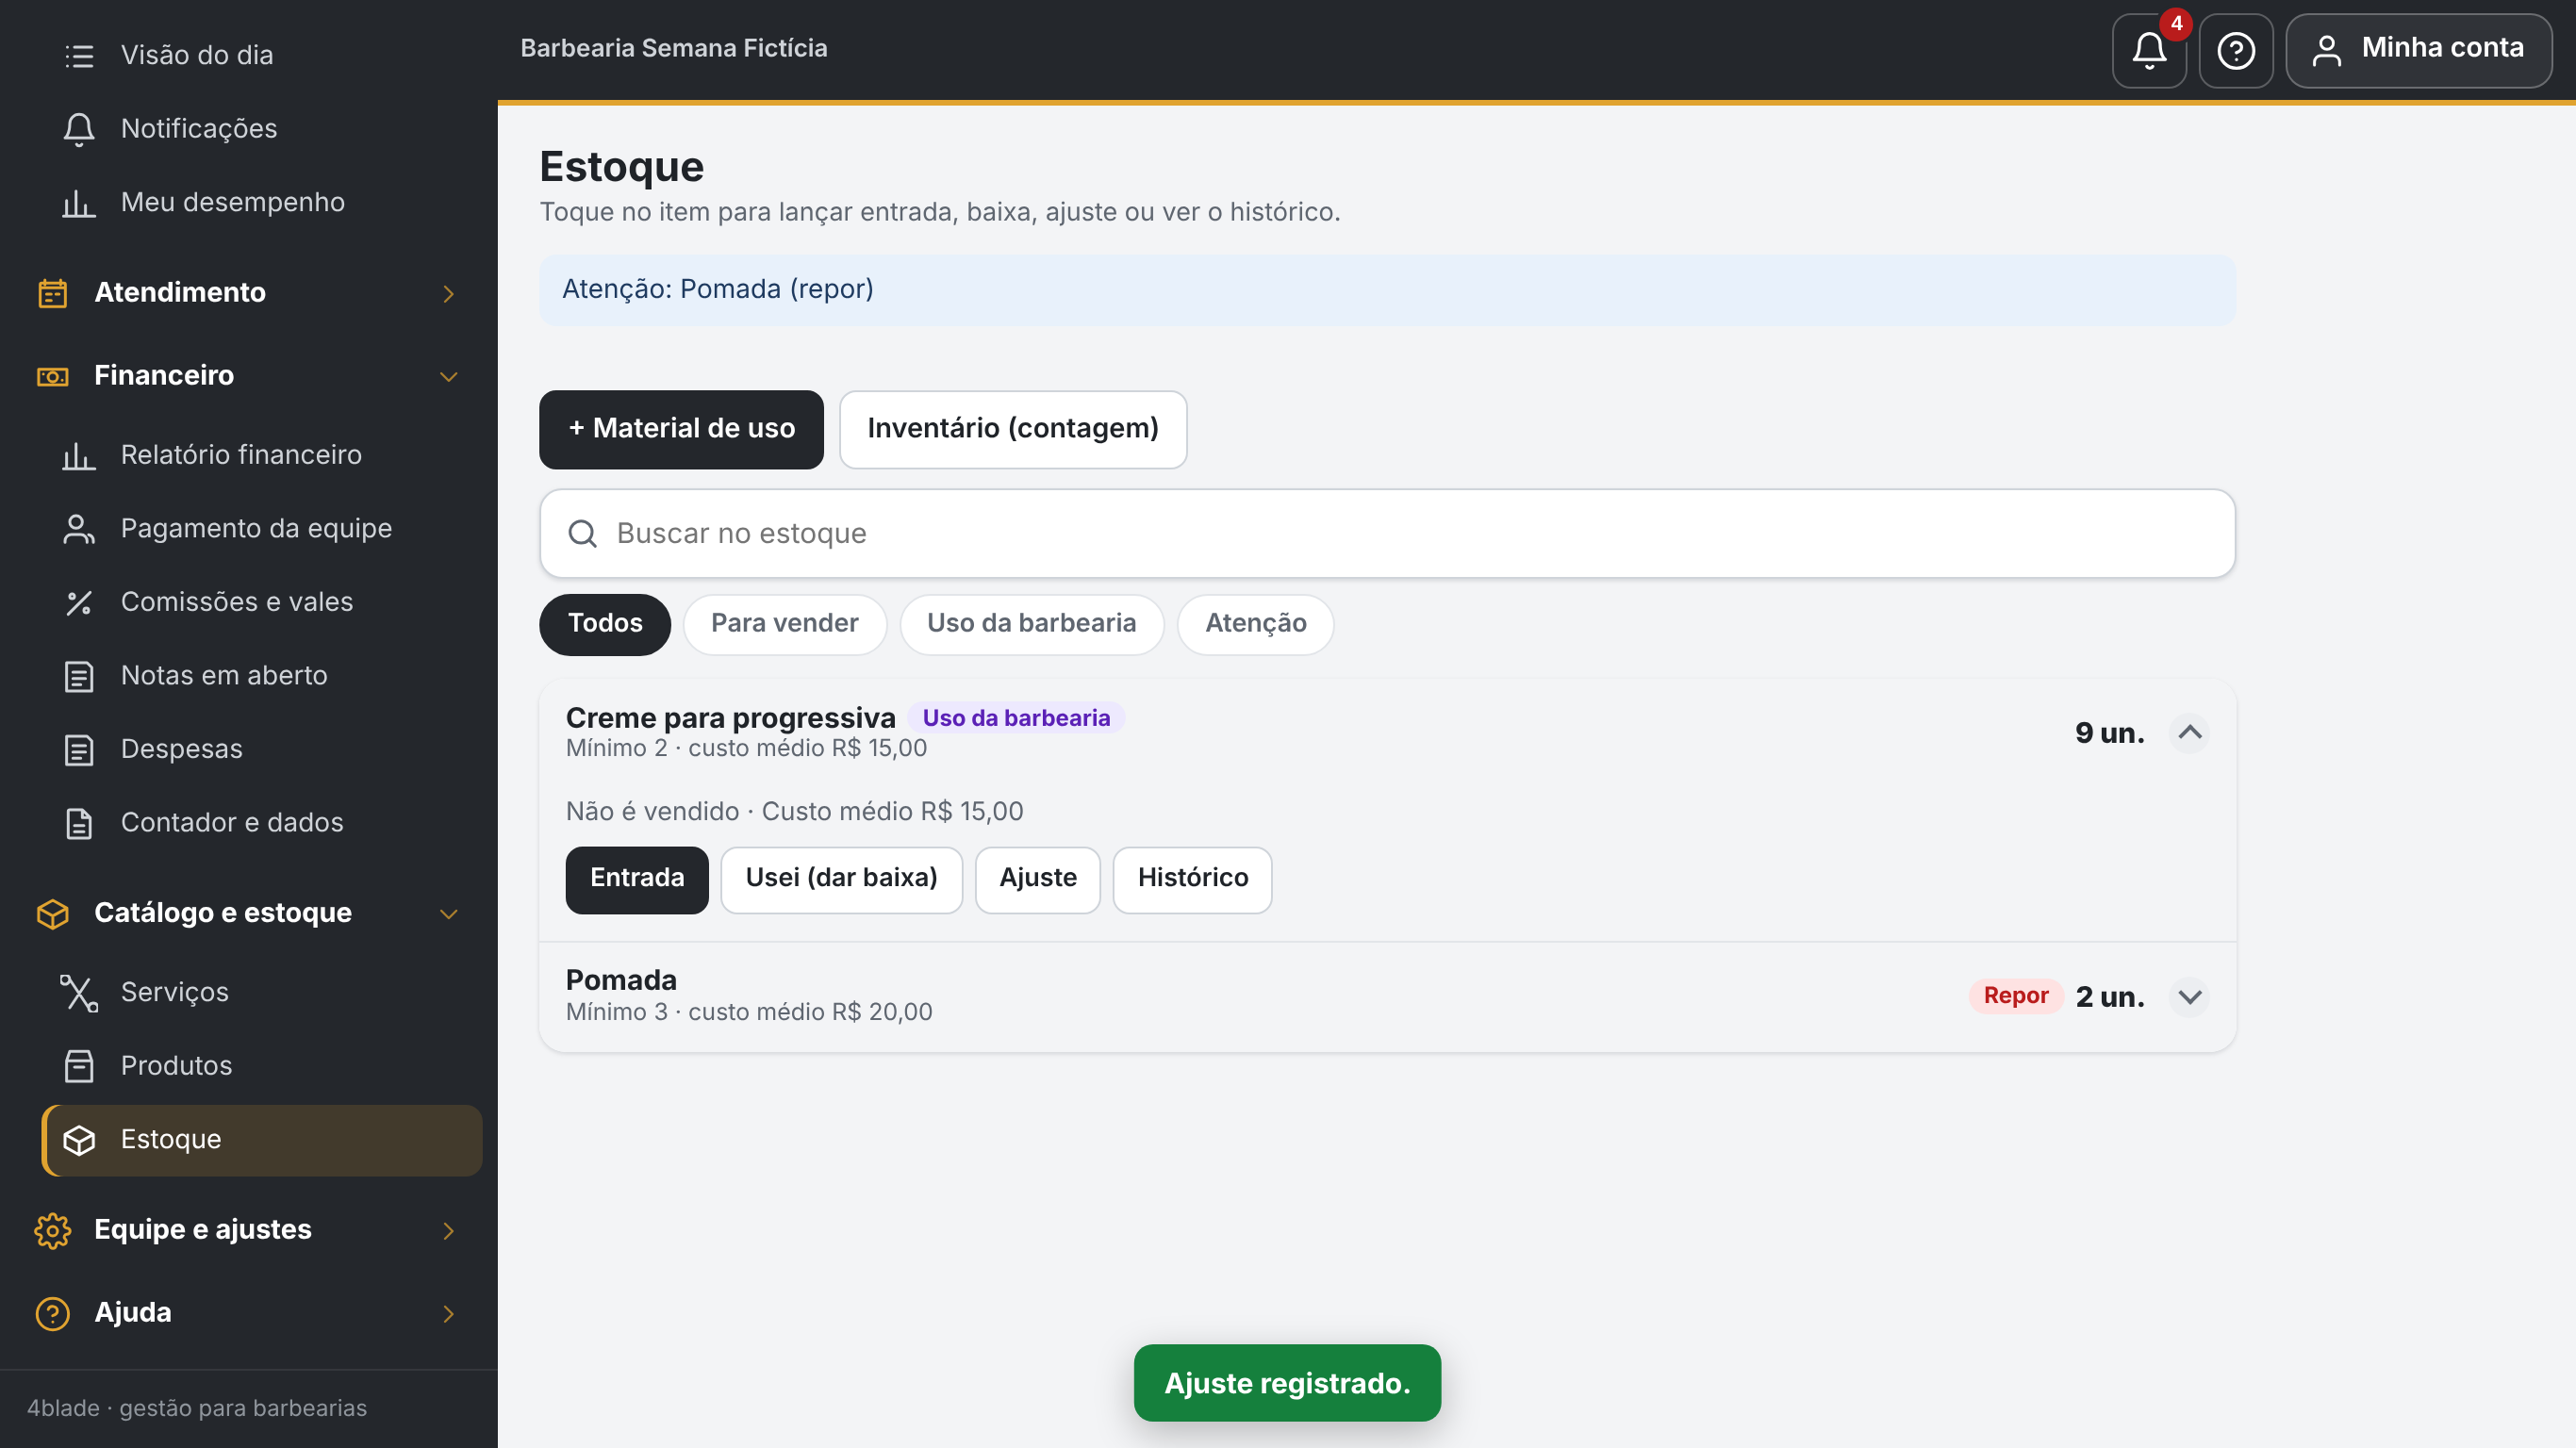 Visão do dia
Notificações
Meu desempenho
Atendimento
Financeiro
Relatório financeiro
Pagamento da equipe
Comissões e vales
Notas em aberto
Despesas
Contador e dados
Catálogo e estoque
Serviços
Produtos
Estoque
Equipe e ajustes
Ajuda
4blade · gestão para barbearias
Barbearia Semana Fictícia
4
Minha conta
Estoque
Toque no item para lançar entrada, baixa, ajuste ou ver o histórico.
Atenção: Pomada (repor)
+ Material de uso
Inventário (contagem)
Buscar no estoque
Todos
Para vender
Uso da barbearia
Atenção
Creme para progressiva Uso da barbearia
Mínimo 2 · custo médio R$ 15,00
9 un.
Não é vendido · Custo médio R$ 15,00
Entrada
Usei (dar baixa)
Ajuste
Histórico
Pomada
Mínimo 3 · custo médio R$ 20,00
Repor 2 un.
Ajuste registrado.